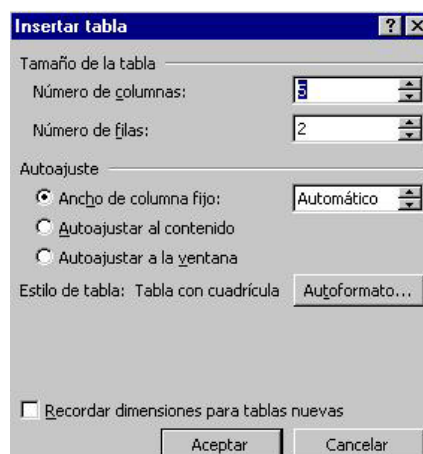 Insertar tabla
Tamaño de la tabla
Número de columnas: 5
Número de filas: 2
Autoajuste
Ancho de columna fijo: Automático
Autoajustar al contenido
Autoajustar a la ventana
Estilo de tabla: Tabla con cuadrícula Autoformato...
Recordar dimensiones para tablas nuevas
Aceptar Cancelar